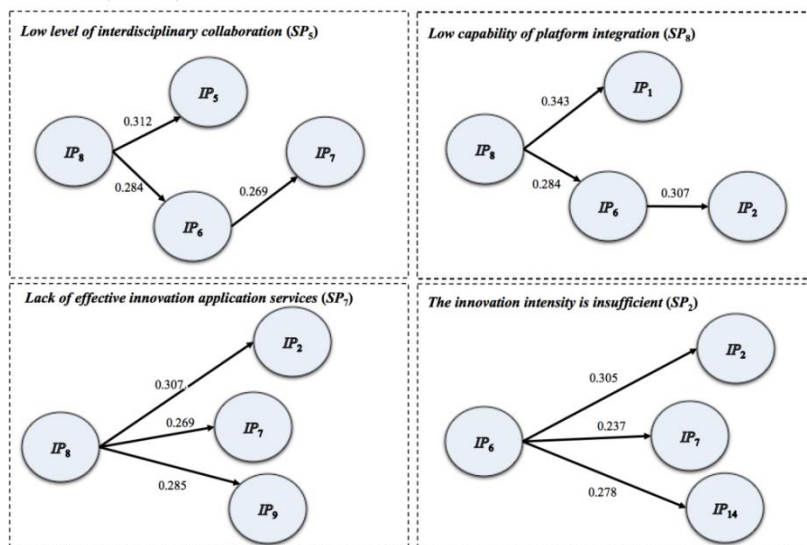 Low level of interdisciplinary collaboration (SP₅)
IP₅
0.312
IP₈
IP₇
0.284
0.269
IP₆
Low capability of platform integration (SP₈)
IP₁
0.343
IP₈
0.284
0.307
IP₆
IP₂
Lack of effective innovation application services (SP₇)
IP₂
0.307
0.269
IP₇
IP₈
0.285
IP₉
The innovation intensity is insufficient (SP₂)
IP₂
0.305
0.237
IP₇
IP₆
0.278
IP₁₄